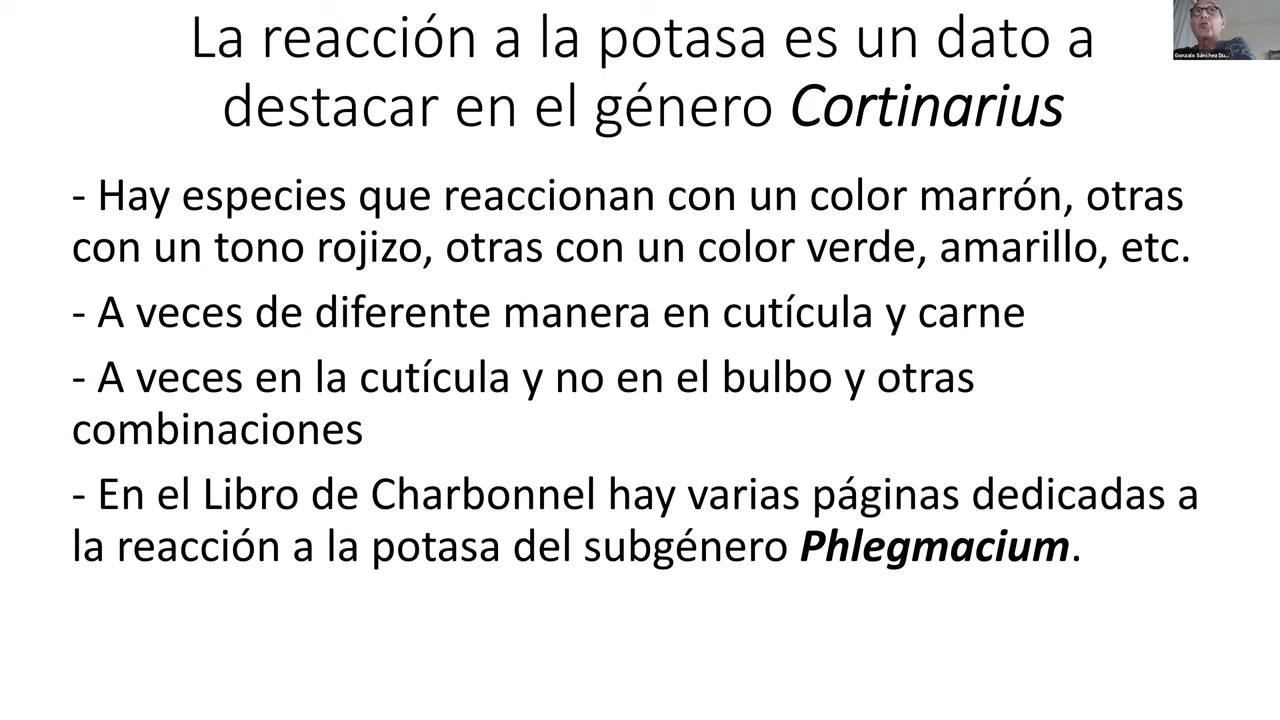 La reacción a la potasa es un dato a
destacar en el género Cortinarius
- Hay especies que reaccionan con un color marrón, otras
con un tono rojizo, otras con un color verde, amarillo, etc.
- A veces de diferente manera en cutícula y carne
- A veces en la cutícula y no en el bulbo y otras
combinaciones
- En el Libro de Charbonnel hay varias páginas dedicadas a
la reacción a la potasa del subgénero Phlegmacium.
Gonzalo Sánchez Du...